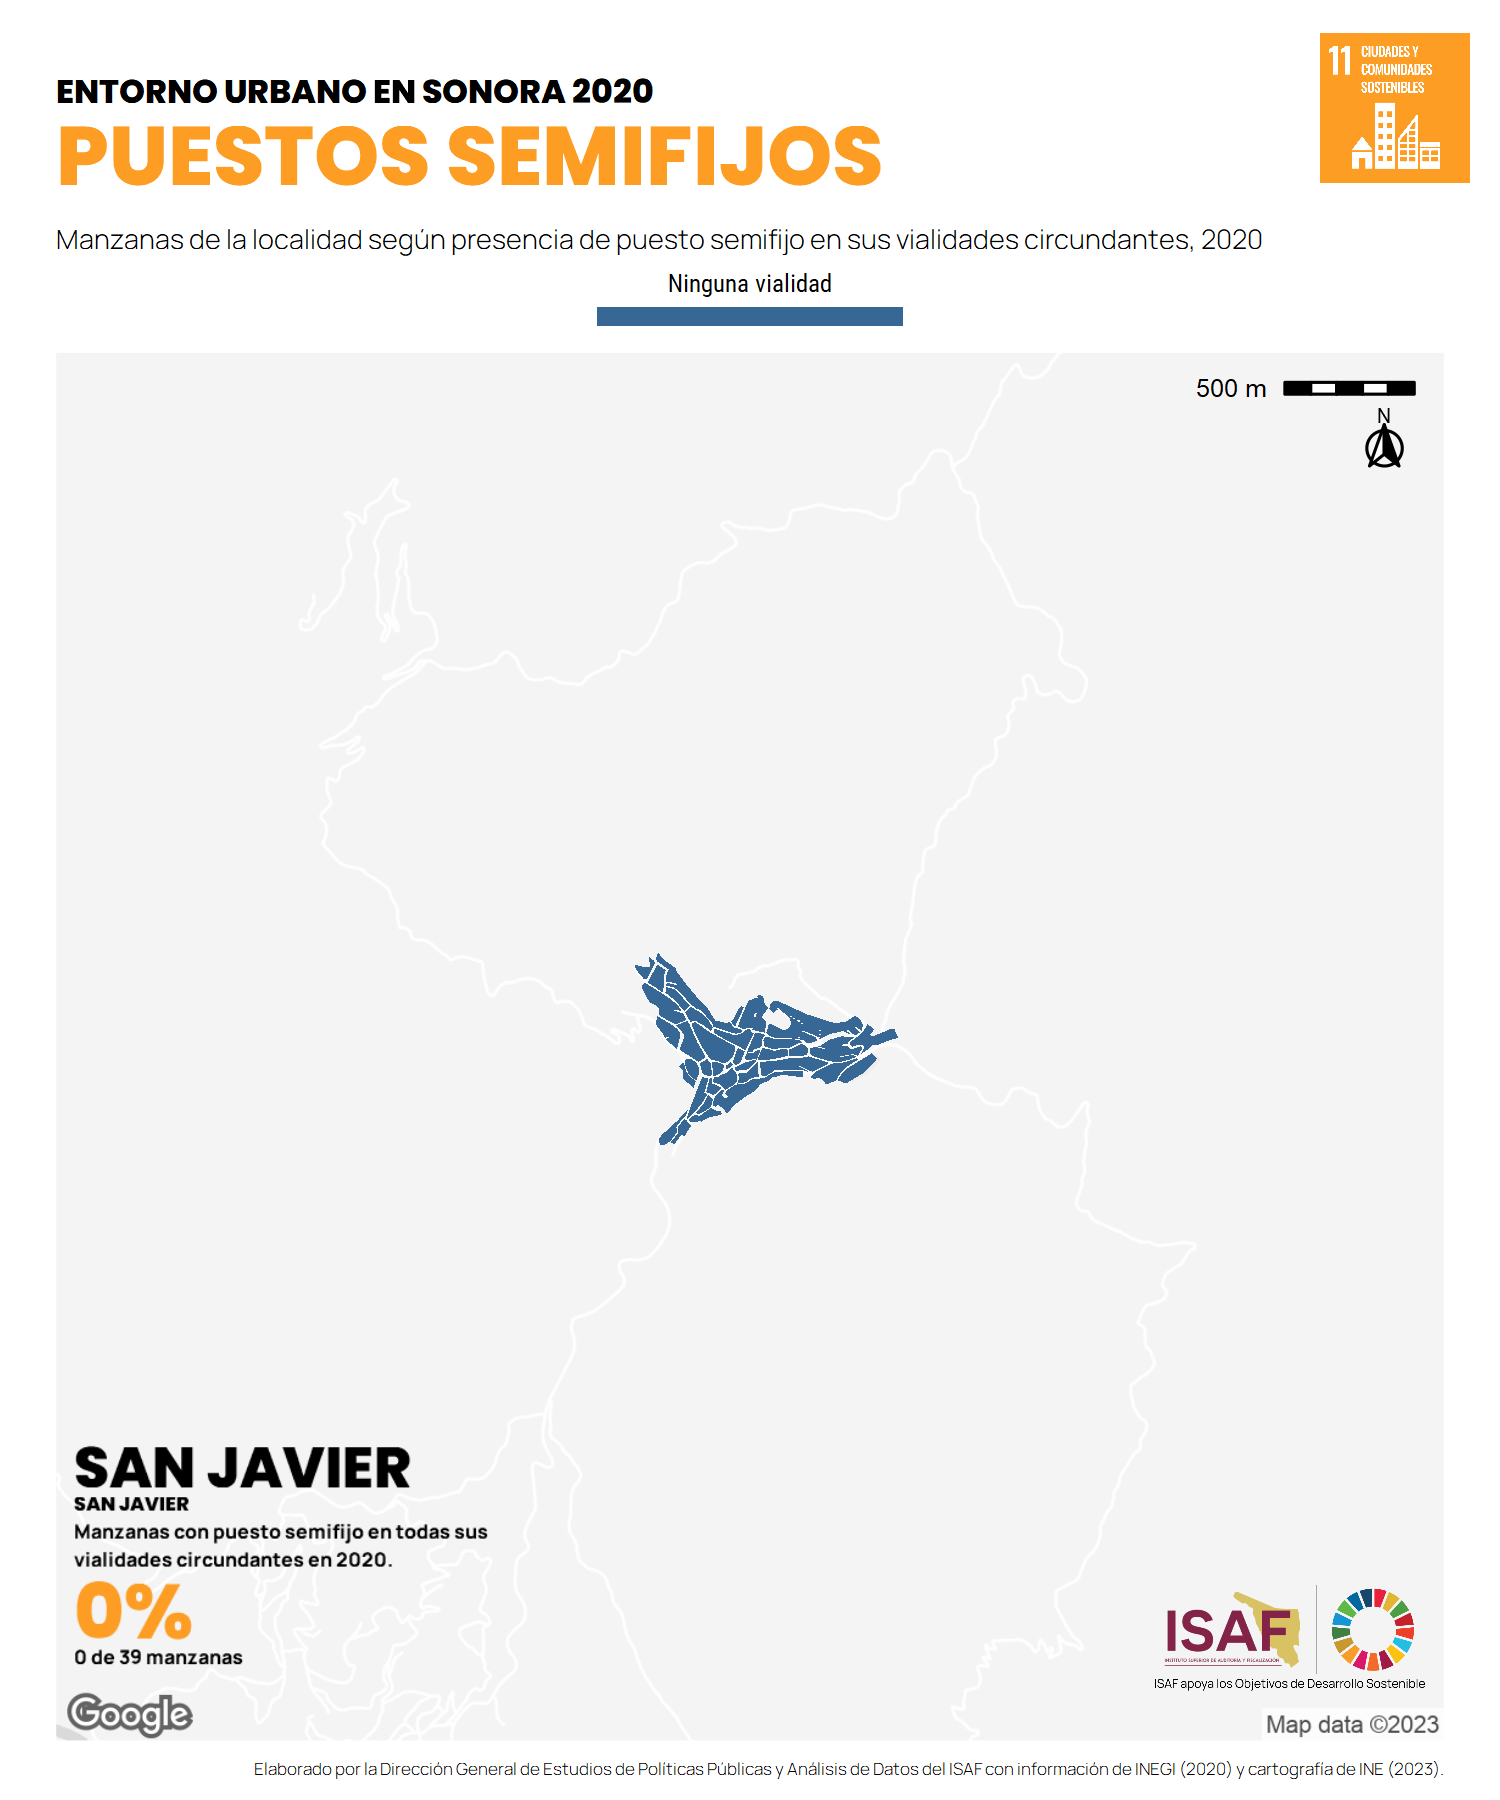 ENTORNO URBANO EN SONORA 2020
PUESTOS SEMIFIJOS
11 CIUDADES Y
COMUNIDADES
SOSTENIBLES
Manzanas de la localidad según presencia de puesto semifijo en sus vialidades circundantes, 2020
Ninguna vialidad
500 m
N
SAN JAVIER
SAN JAVIER
Manzanas con puesto semifijo en todas sus
vialidades circundantes en 2020.
0%
0 de 39 manzanas
ISAF
INSTITUTO SUPERIOR DE AUDITORÍA Y FISCALIZACIÓN
ISAF apoya los Objetivos de Desarrollo Sostenible
Google
Map data ©2023
Elaborado por la Dirección General de Estudios de Políticas Públicas y Análisis de Datos del ISAF con información de INEGI (2020) y cartografía de INE (2023).